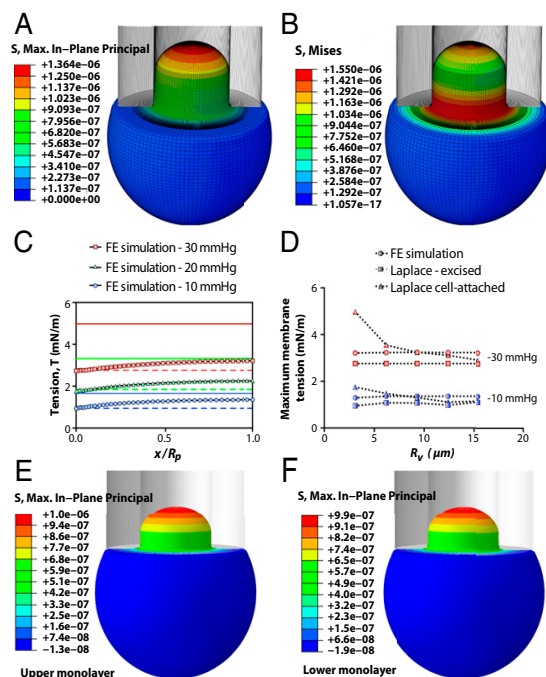 A
S, Max. In-Plane Principal
+1.364e-06
+1.250e-06
+1.137e-06
+1.023e-06
+9.093e-07
+7.956e-07
+6.820e-07
+5.683e-07
+4.547e-07
+3.410e-07
+2.273e-07
+1.137e-07
+0.000e+00
B
S, Mises
+1.550e-06
+1.421e-06
+1.292e-06
+1.163e-06
+1.034e-06
+9.044e-07
+7.752e-07
+6.460e-07
+5.168e-07
+3.876e-07
+2.584e-07
+1.292e-07
+1.057e-17
C
FE simulation - 30 mmHg
FE simulation - 20 mmHg
FE simulation - 10 mmHg
Tension T (mN/m)
6
4
2
0
0.0
0.5
1.0
x/Rp
D
FE simulation
Laplace - excised
Laplace cell-attached
Maximum membrane
tension (mN/m)
6
4
2
0
-30 mmHg
-10 mmHg
0
5
10
15
20
Rv (μm)
E
S, Max. In-Plane Principal
+1.0e-06
+9.4e-07
+8.6e-07
+7.7e-07
+6.8e-07
+5.9e-07
+5.1e-07
+4.2e-07
+3.3e-07
+2.5e-07
+1.6e-07
+7.4e-08
-1.3e-08
Upper monolayer
F
S, Max. In-Plane Principal
+9.9e-07
+9.1e-07
+8.2e-07
+7.4e-07
+6.5e-07
+5.7e-07
+4.9e-07
+4.0e-07
+3.2e-07
+2.3e-07
+1.5e-07
+6.6e-08
-1.9e-08
Lower monolayer